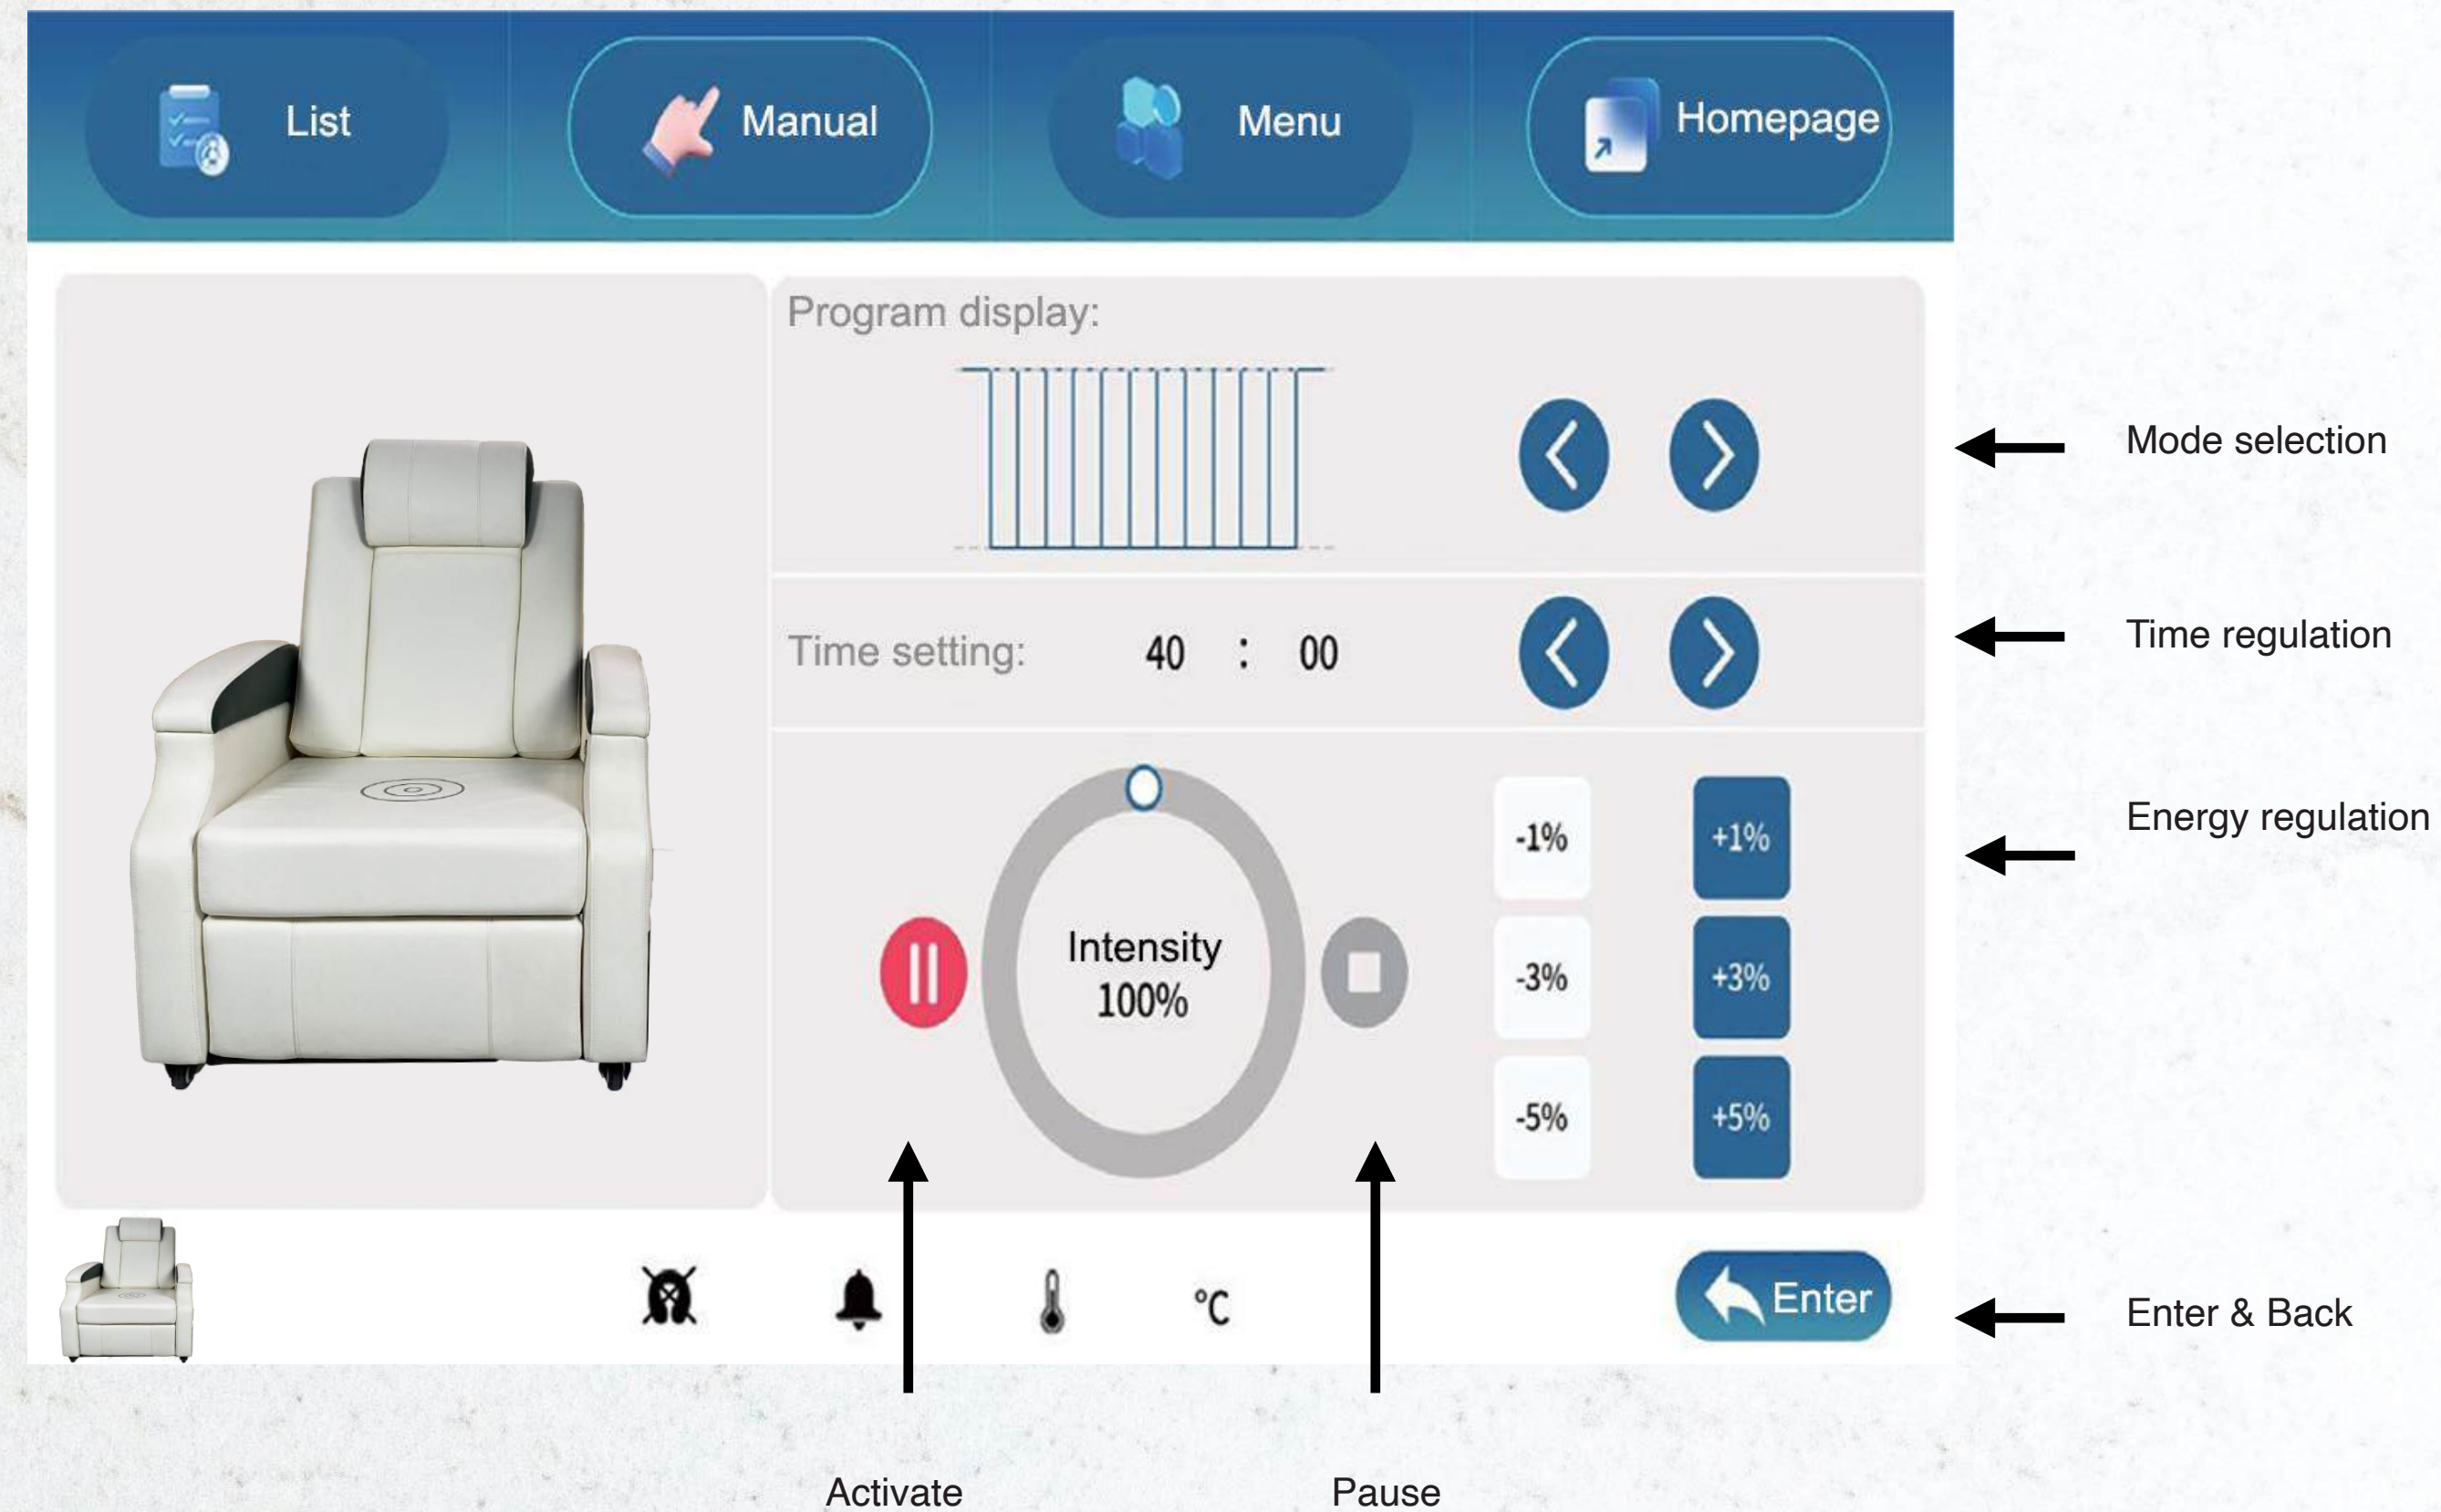 List
Manual
Menu
Homepage
Program display:
Mode selection
Time setting: 40 : 00
Time regulation
Energy regulation
-1% +1%
Intensity
100%
-3% +3%
-5% +5%
°C
Enter
Enter & Back
Activate
Pause